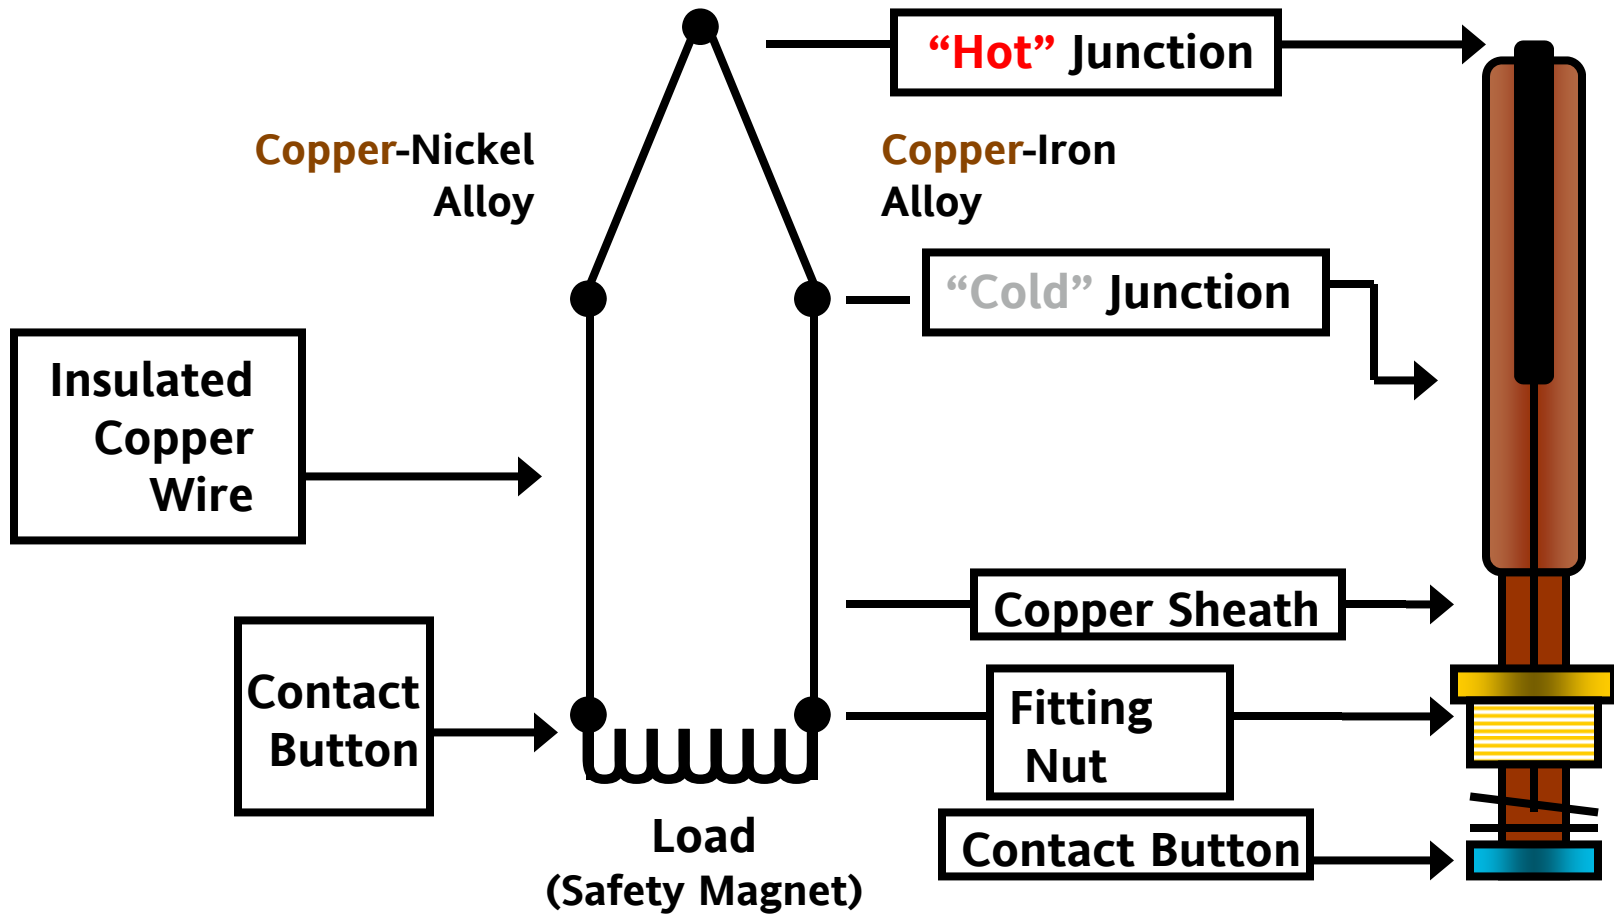 “Hot” Junction
Copper-Nickel
Alloy
Copper-Iron
Alloy
“Cold” Junction
Insulated
Copper
Wire
Copper Sheath
Contact
Button
Fitting
Nut
Load
(Safety Magnet)
Contact Button